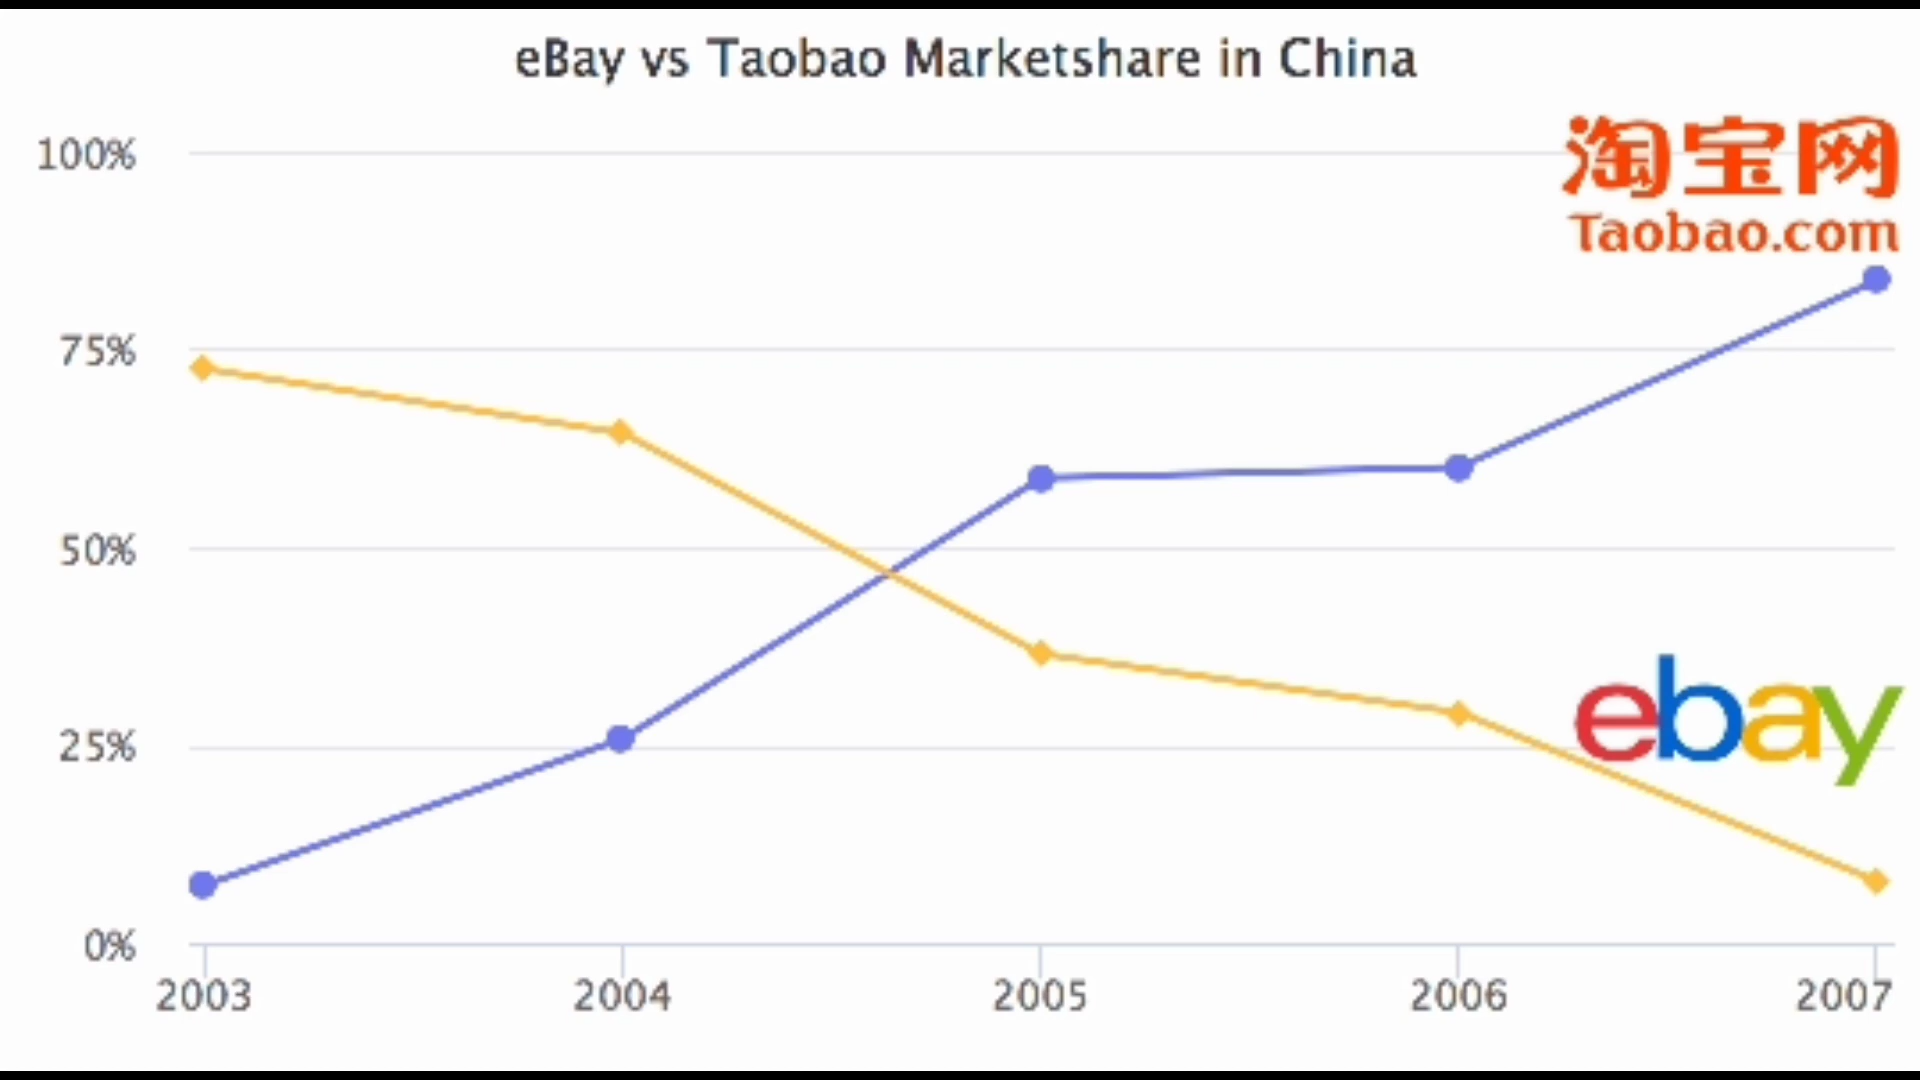 eBay vs Taobao Marketshare in China
100%
淘宝网
Taobao.com
75%
50%
ebay
25%
0%
2003 2004 2005 2006 2007